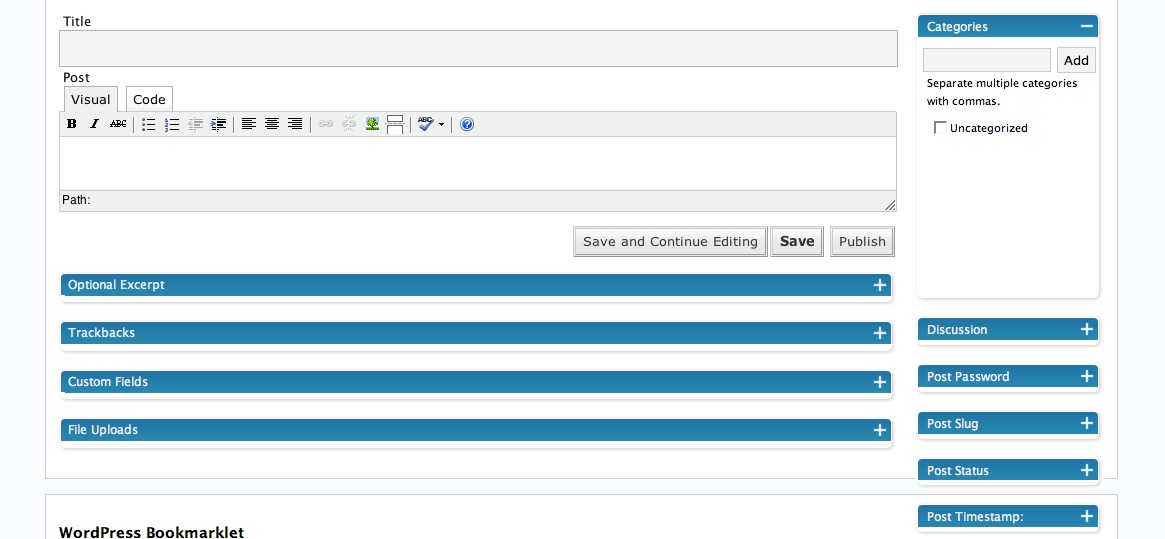 Title
Post
Visual
Code
B I ABC ABC ?
Path:
Save and Continue Editing
Save
Publish
Optional Excerpt
Trackbacks
Custom Fields
File Uploads
WordPress Bookmarklet
Categories
Add
Separate multiple categories
with commas.
Uncategorized
Discussion
Post Password
Post Slug
Post Status
Post Timestamp: